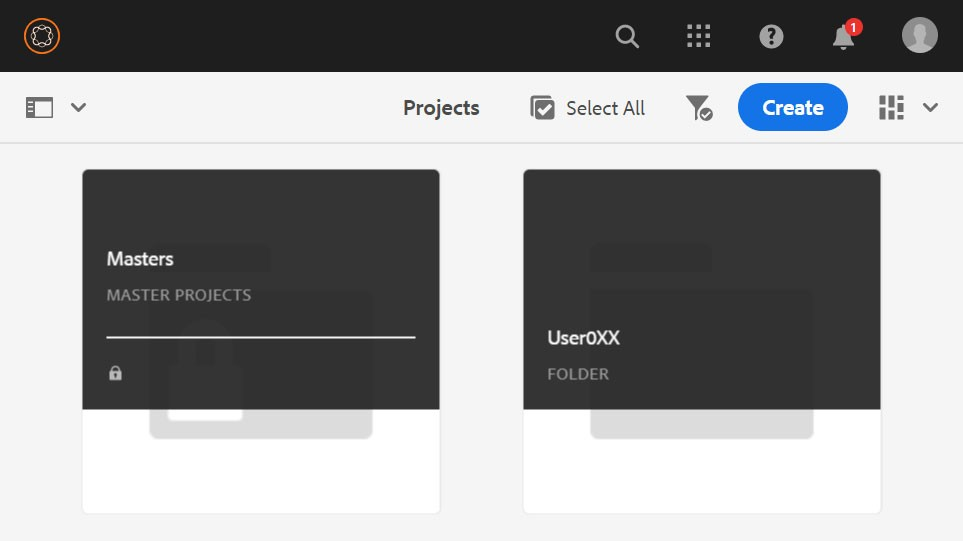 1
Projects
Select All
Create
Masters
MASTER PROJECTS
User0XX
FOLDER